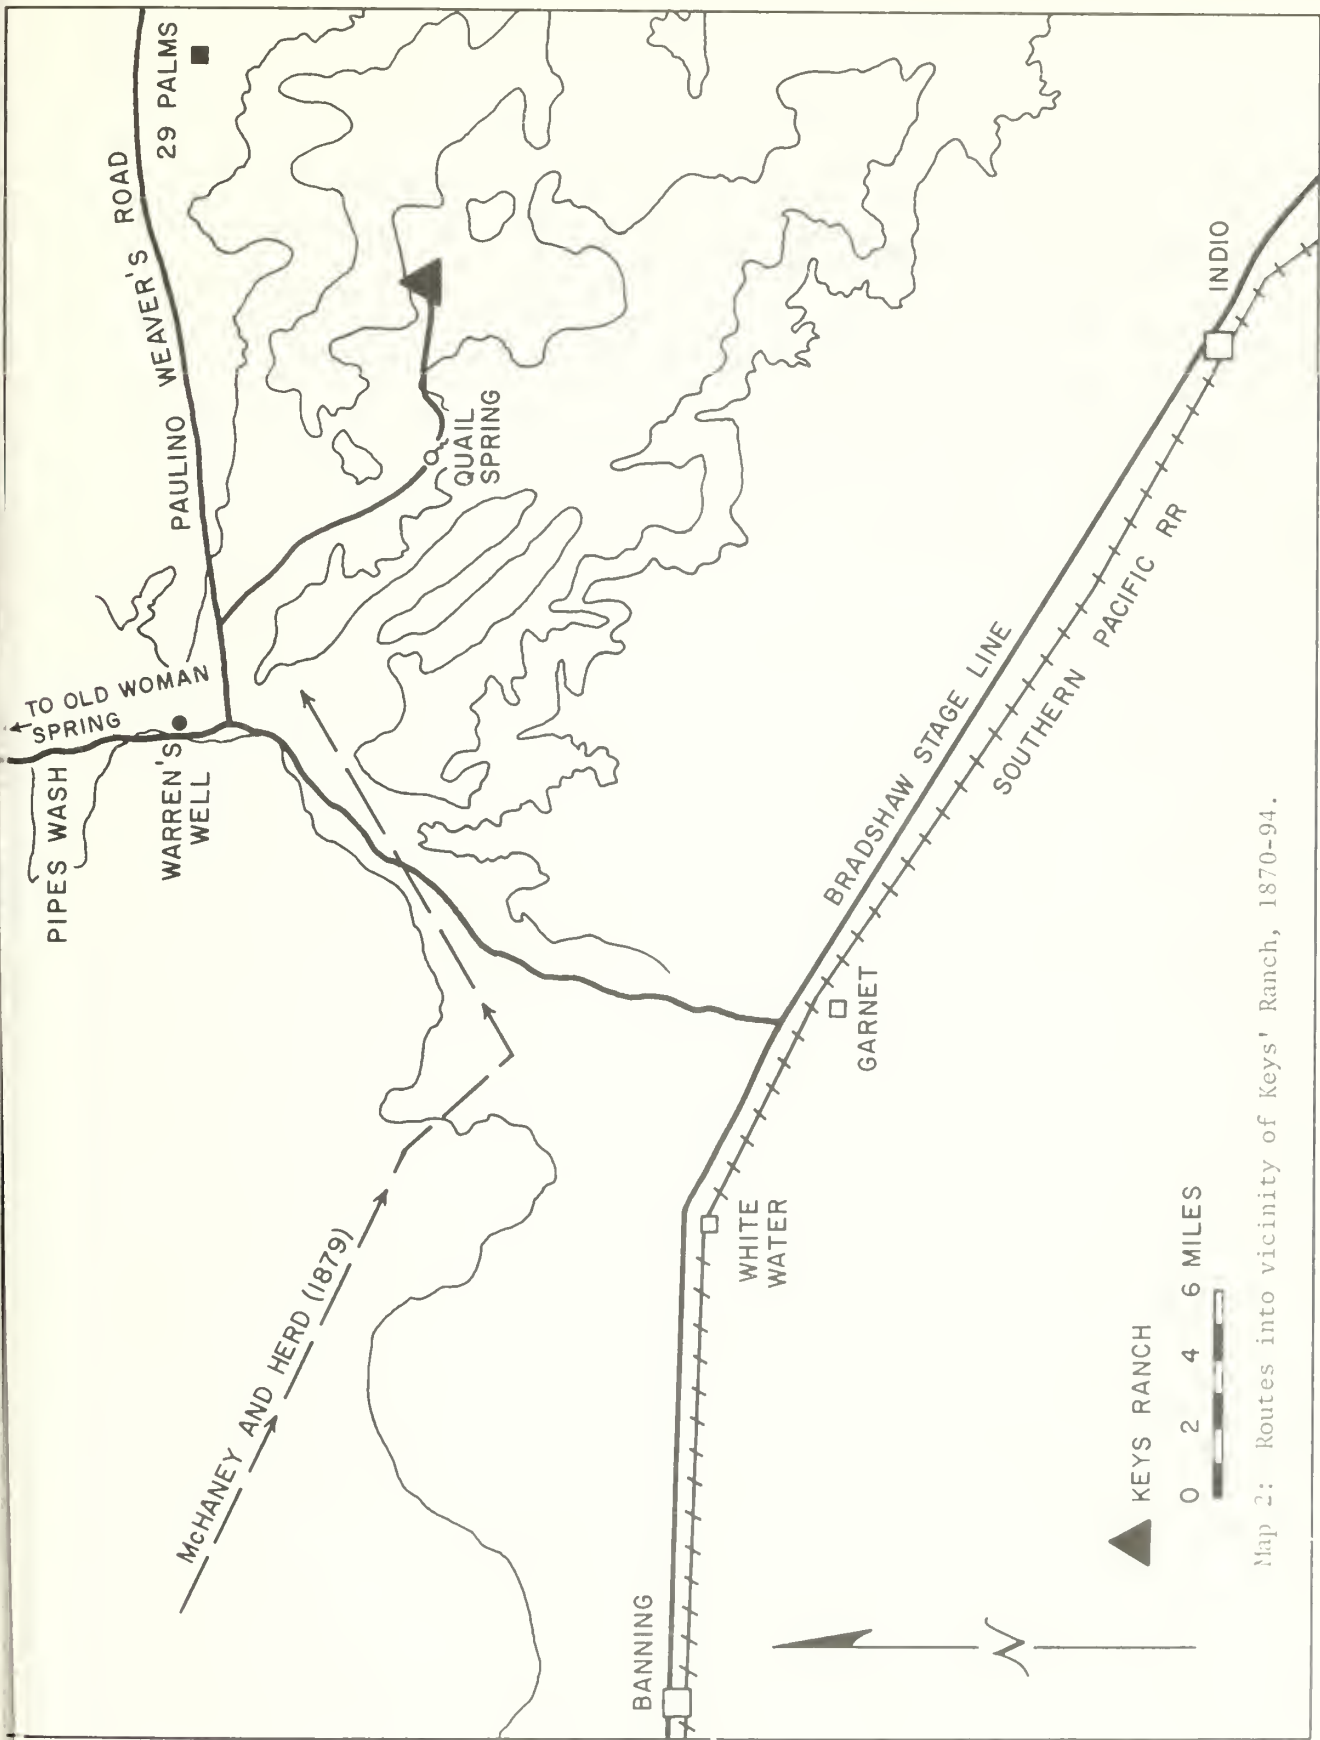 29 PALMS
PAULINO WEAVER'S ROAD
TO OLD WOMAN
SPRING
PIPES WASH
WARREN'S
WELL
QUAIL
SPRING
McHANEY AND HERD (1879)
BANNING
WHITE
WATER
GARNET
BRADSHAW STAGE LINE
SOUTHERN PACIFIC RR
INDIO
N
KEYS RANCH
0 2 4 6 MILES
Map 2: Routes into vicinity of Keys' Ranch, 1870-94.